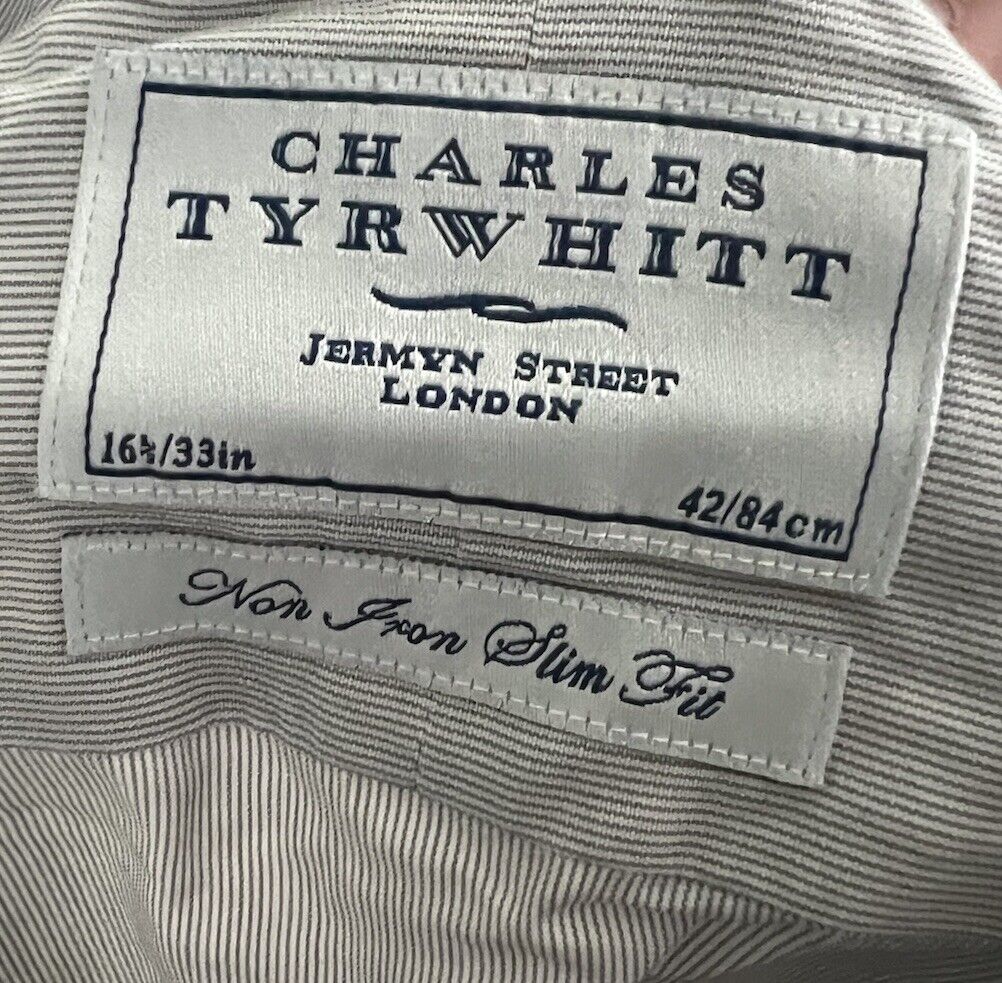 CHARLES
TYRWHITT
JERMYN STREET
LONDON
16½/33in
42/84cm
Non Iron Slim Fit